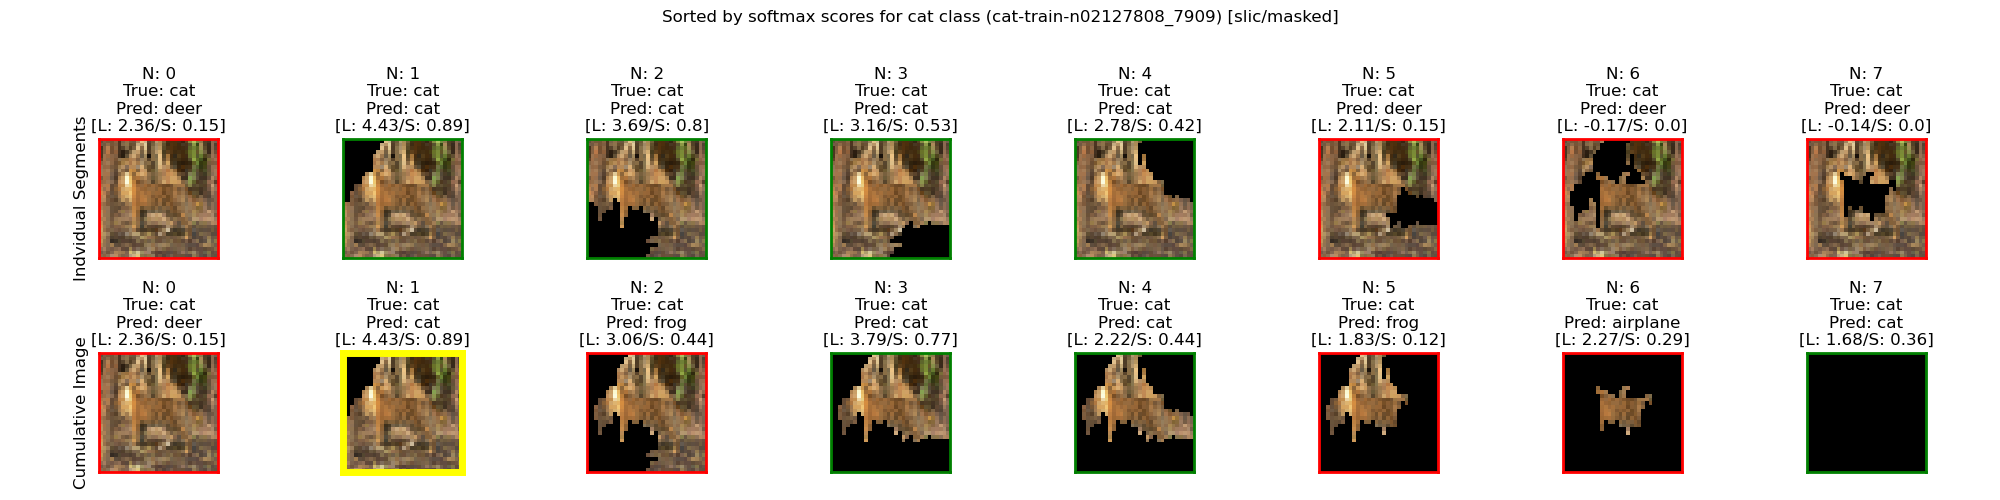 Sorted by softmax scores for cat class (cat-train-n02127808_7909) [slic/masked]
Indvidual Segments
N: 0
True: cat
Pred: deer
[L: 2.36/S: 0.15]
N: 1
True: cat
Pred: cat
[L: 4.43/S: 0.89]
N: 2
True: cat
Pred: cat
[L: 3.69/S: 0.8]
N: 3
True: cat
Pred: cat
[L: 3.16/S: 0.53]
N: 4
True: cat
Pred: cat
[L: 2.78/S: 0.42]
N: 5
True: cat
Pred: deer
[L: 2.11/S: 0.15]
N: 6
True: cat
Pred: deer
[L: -0.17/S: 0.0]
N: 7
True: cat
Pred: deer
[L: -0.14/S: 0.0]
Cumulative Image
N: 0
True: cat
Pred: deer
[L: 2.36/S: 0.15]
N: 1
True: cat
Pred: cat
[L: 4.43/S: 0.89]
N: 2
True: cat
Pred: frog
[L: 3.06/S: 0.44]
N: 3
True: cat
Pred: cat
[L: 3.79/S: 0.77]
N: 4
True: cat
Pred: cat
[L: 2.22/S: 0.44]
N: 5
True: cat
Pred: frog
[L: 1.83/S: 0.12]
N: 6
True: cat
Pred: airplane
[L: 2.27/S: 0.29]
N: 7
True: cat
Pred: cat
[L: 1.68/S: 0.36]